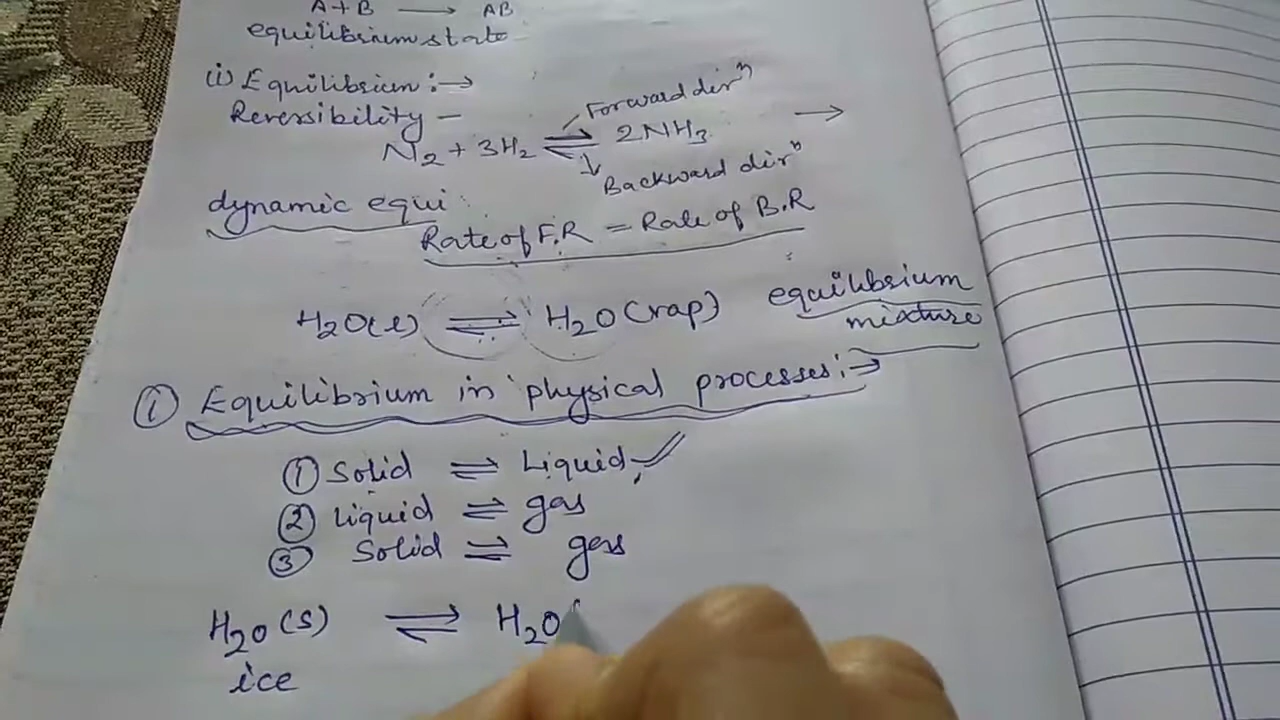 A + B ⟶ AB
equilibrium state
(i) Equilibrium :→
Reversibility –
Forward dirⁿ
N₂ + 3H₂ ⇌ 2NH₃ →
Backward dirⁿ
dynamic equi
Rate of F.R = Rate of B.R
H₂O(l) ⇌ H₂O(vap) equilibrium
mixture
① Equilibrium in physical processes :→
① Solid ⇌ Liquid ✓
② Liquid ⇌ gas
③ Solid ⇌ gas
H₂O (s) ⇌ H₂O(
ice